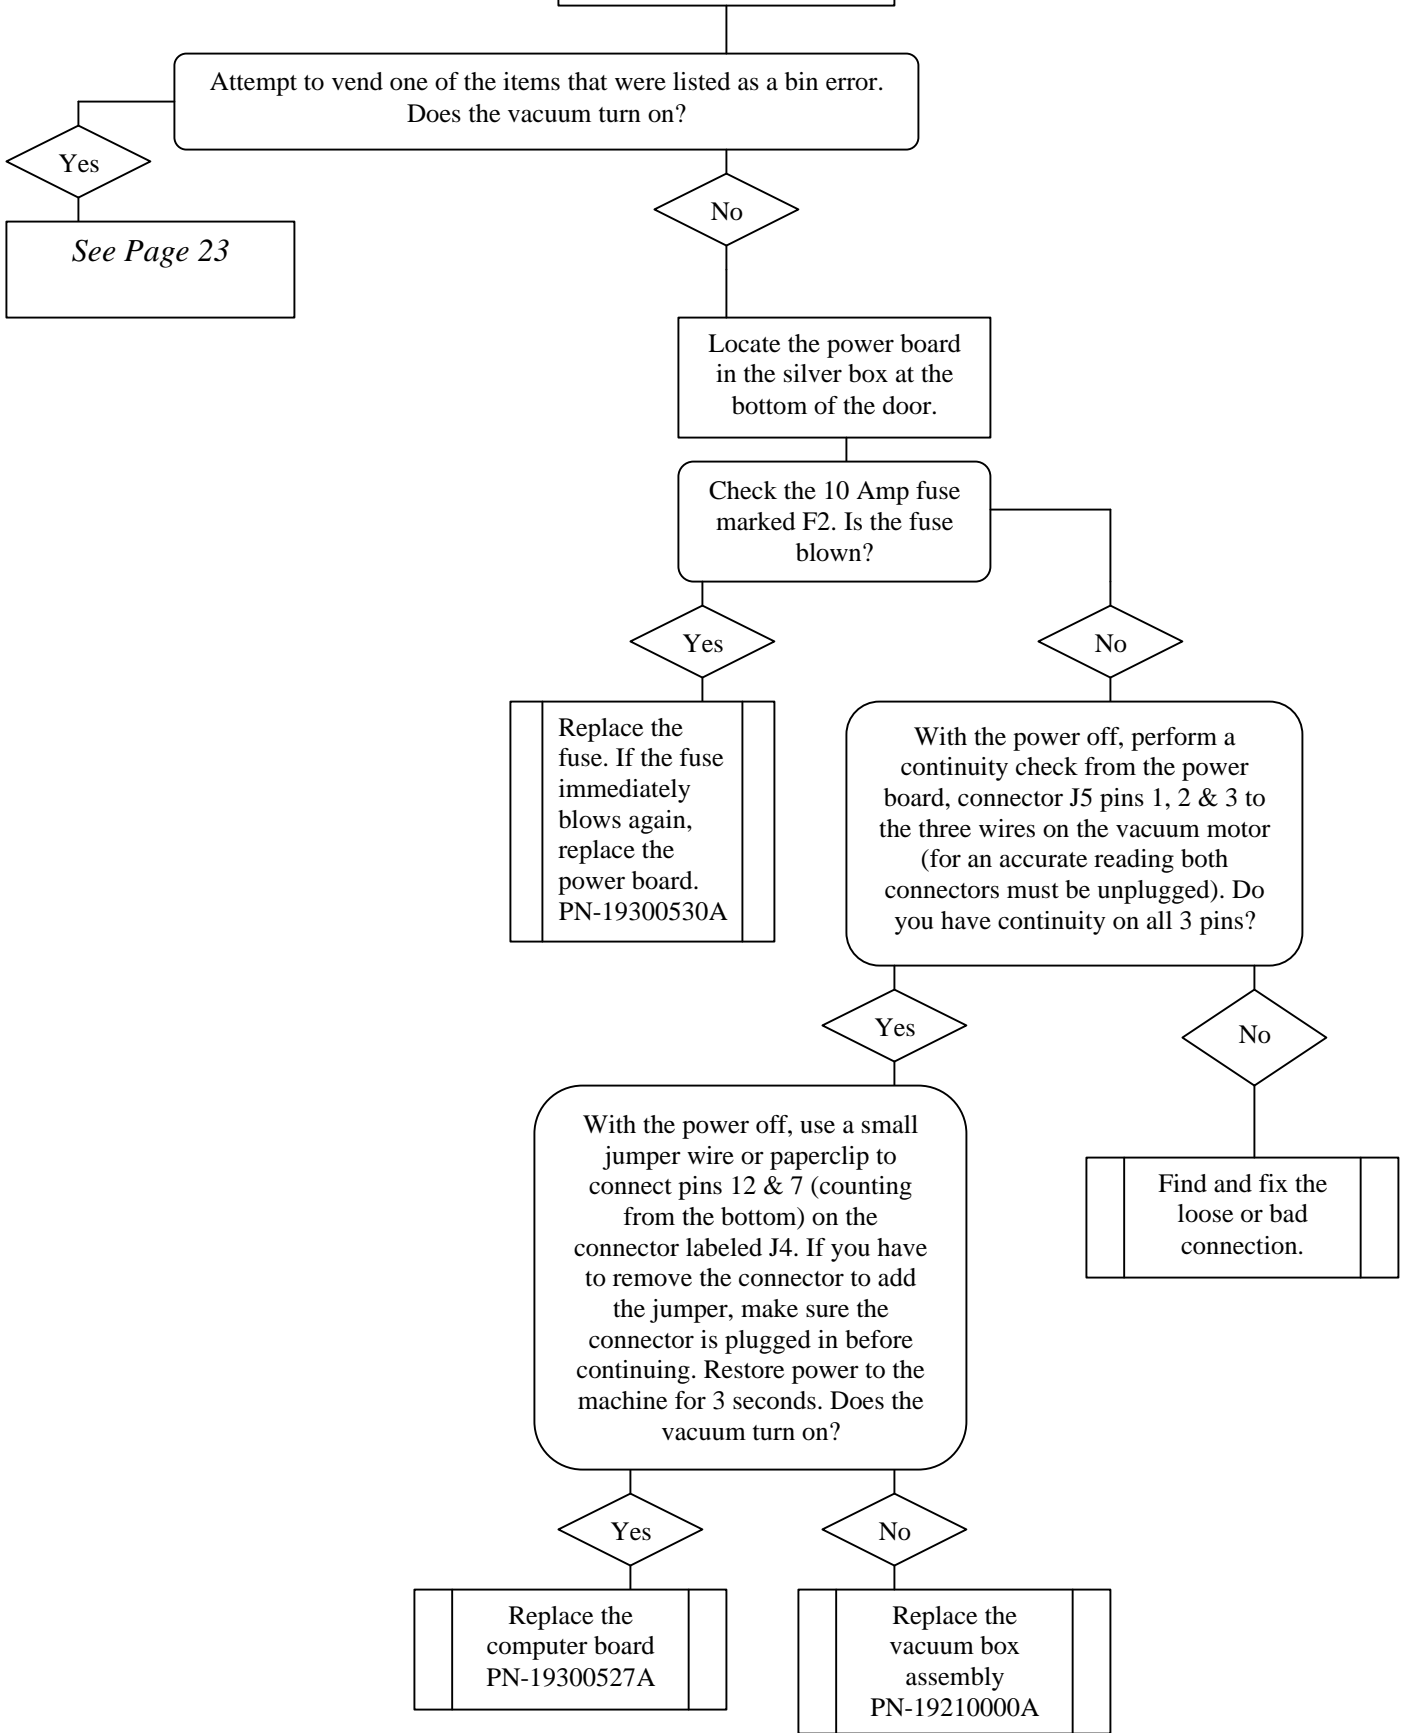 Attempt to vend one of the items that were listed as a bin error.
Does the vacuum turn on?
Yes
See Page 23
No
Locate the power board
in the silver box at the
bottom of the door.
Check the 10 Amp fuse
marked F2. Is the fuse
blown?
Yes
No
Replace the
fuse. If the fuse
immediately
blows again,
replace the
power board.
PN-19300530A
With the power off, perform a
continuity check from the power
board, connector J5 pins 1, 2 & 3 to
the three wires on the vacuum motor
(for an accurate reading both
connectors must be unplugged). Do
you have continuity on all 3 pins?
Yes
No
With the power off, use a small
jumper wire or paperclip to
connect pins 12 & 7 (counting
from the bottom) on the
connector labeled J4. If you have
to remove the connector to add
the jumper, make sure the
connector is plugged in before
continuing. Restore power to the
machine for 3 seconds. Does the
vacuum turn on?
Find and fix the
loose or bad
connection.
Yes
No
Replace the
computer board
PN-19300527A
Replace the
vacuum box
assembly
PN-19210000A